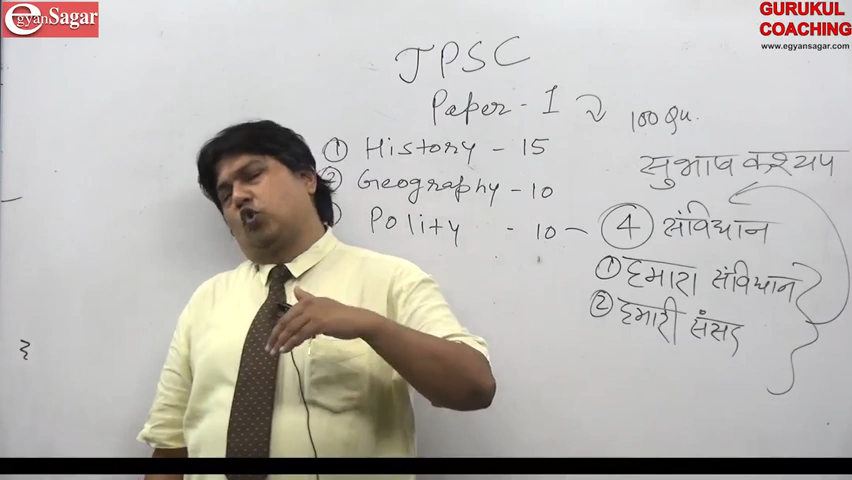 egyanSagar
GURUKUL
COACHING
www.egyansagar.com
JPSC
Paper - 1 100 Qu.
① History - 15
② Geography - 10
Polity - 10 - ④ संविधान
सुभाष कश्यप
① हमारा संविधान
② हमारी संसद